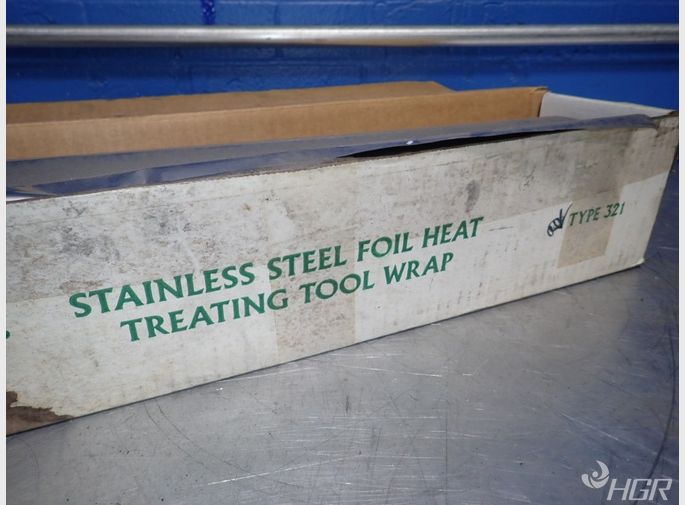 STAINLESS STEEL FOIL HEAT
TREATING TOOL WRAP
TYPE 321
HGR